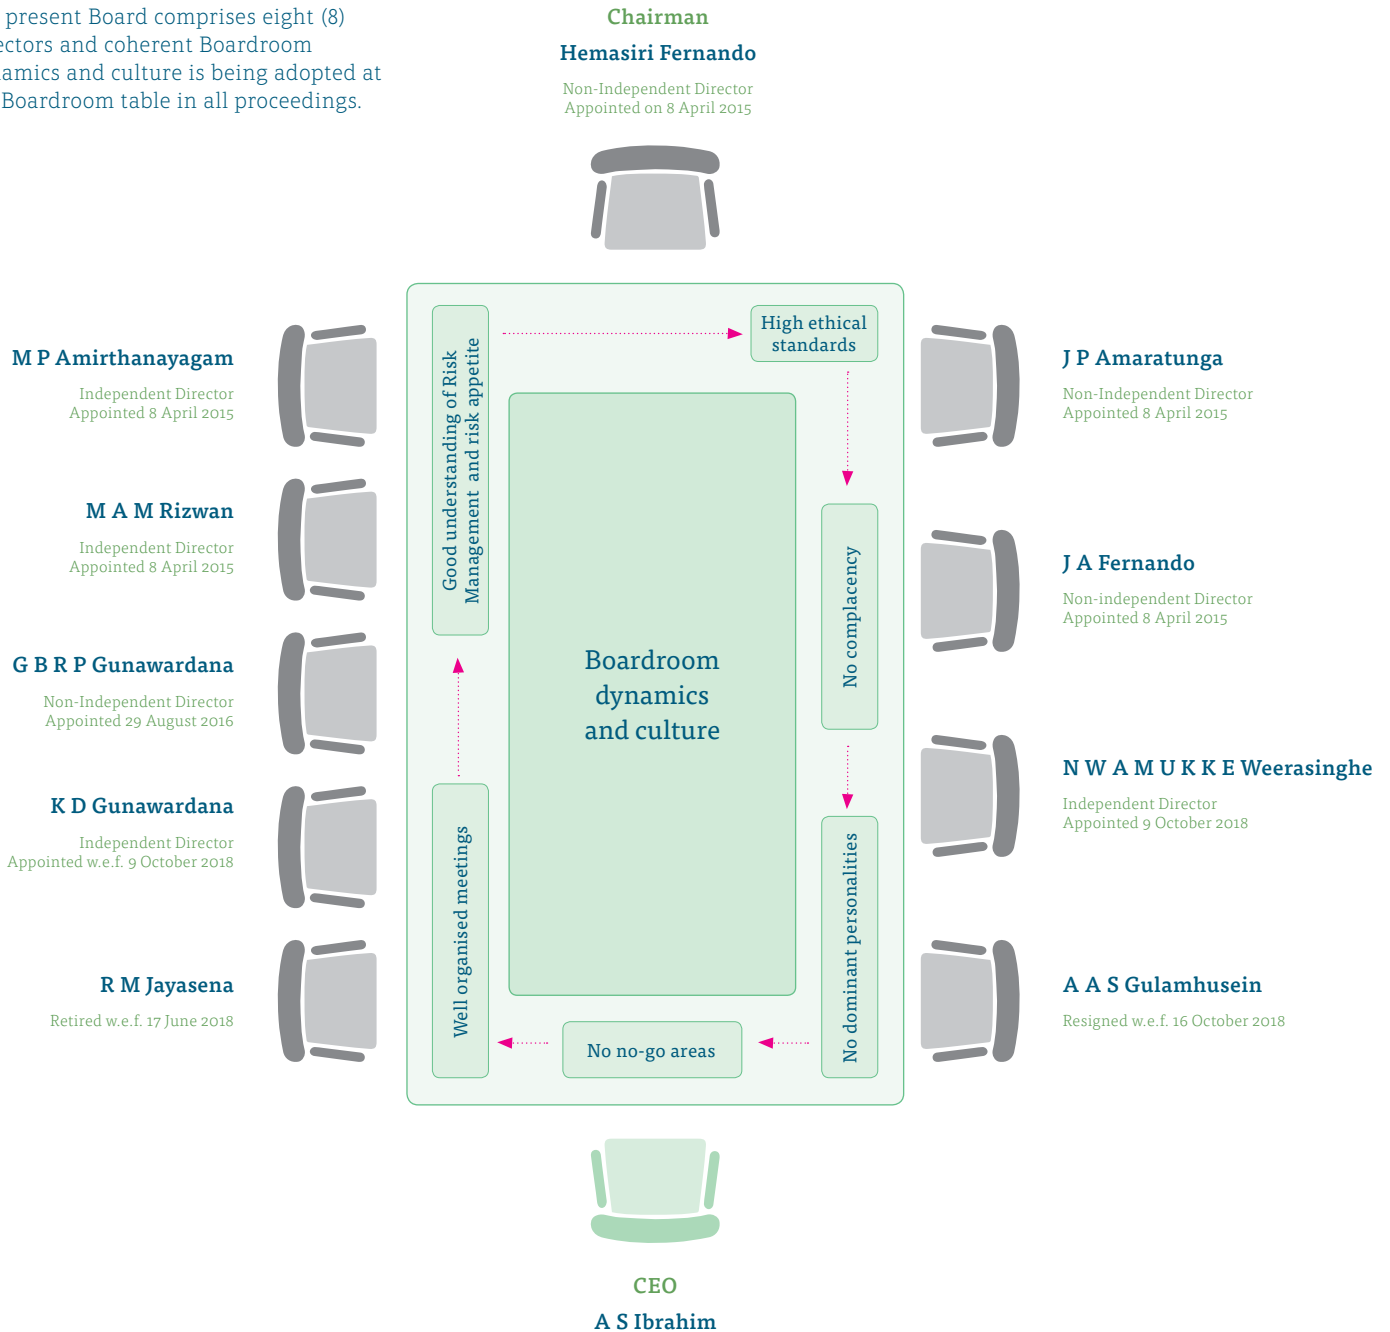 present Board comprises eight (8)
ectors and coherent Boardroom
amics and culture is being adopted at
Boardroom table in all proceedings.
Chairman
Hemasiri Fernando
Non-Independent Director
Appointed on 8 April 2015
M P Amirthanayagam
Independent Director
Appointed 8 April 2015
M A M Rizwan
Independent Director
Appointed 8 April 2015
G B R P Gunawardana
Non-Independent Director
Appointed 29 August 2016
K D Gunawardana
Independent Director
Appointed w.e.f. 9 October 2018
R M Jayasena
Retired w.e.f. 17 June 2018
Good understanding of Risk
Management and risk appetite
High ethical
standards
No complacency
No dominant personalities
No no-go areas
Well organised meetings
Boardroom
dynamics
and culture
J P Amaratunga
Non-Independent Director
Appointed 8 April 2015
J A Fernando
Non-independent Director
Appointed 8 April 2015
N W A M U K K E Weerasinghe
Independent Director
Appointed 9 October 2018
A A S Gulamhusein
Resigned w.e.f. 16 October 2018
CEO
A S Ibrahim